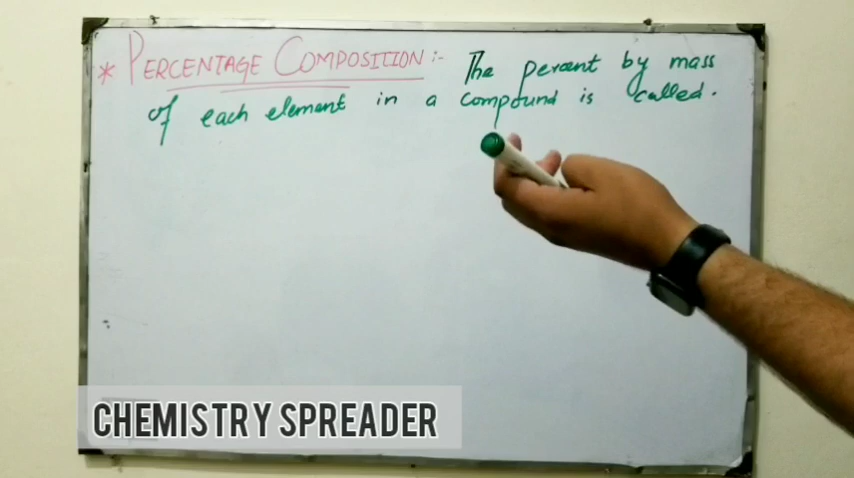 * PERCENTAGE COMPOSITION :- The percent by mass
of each element in a compound is called.
CHEMISTRY SPREADER